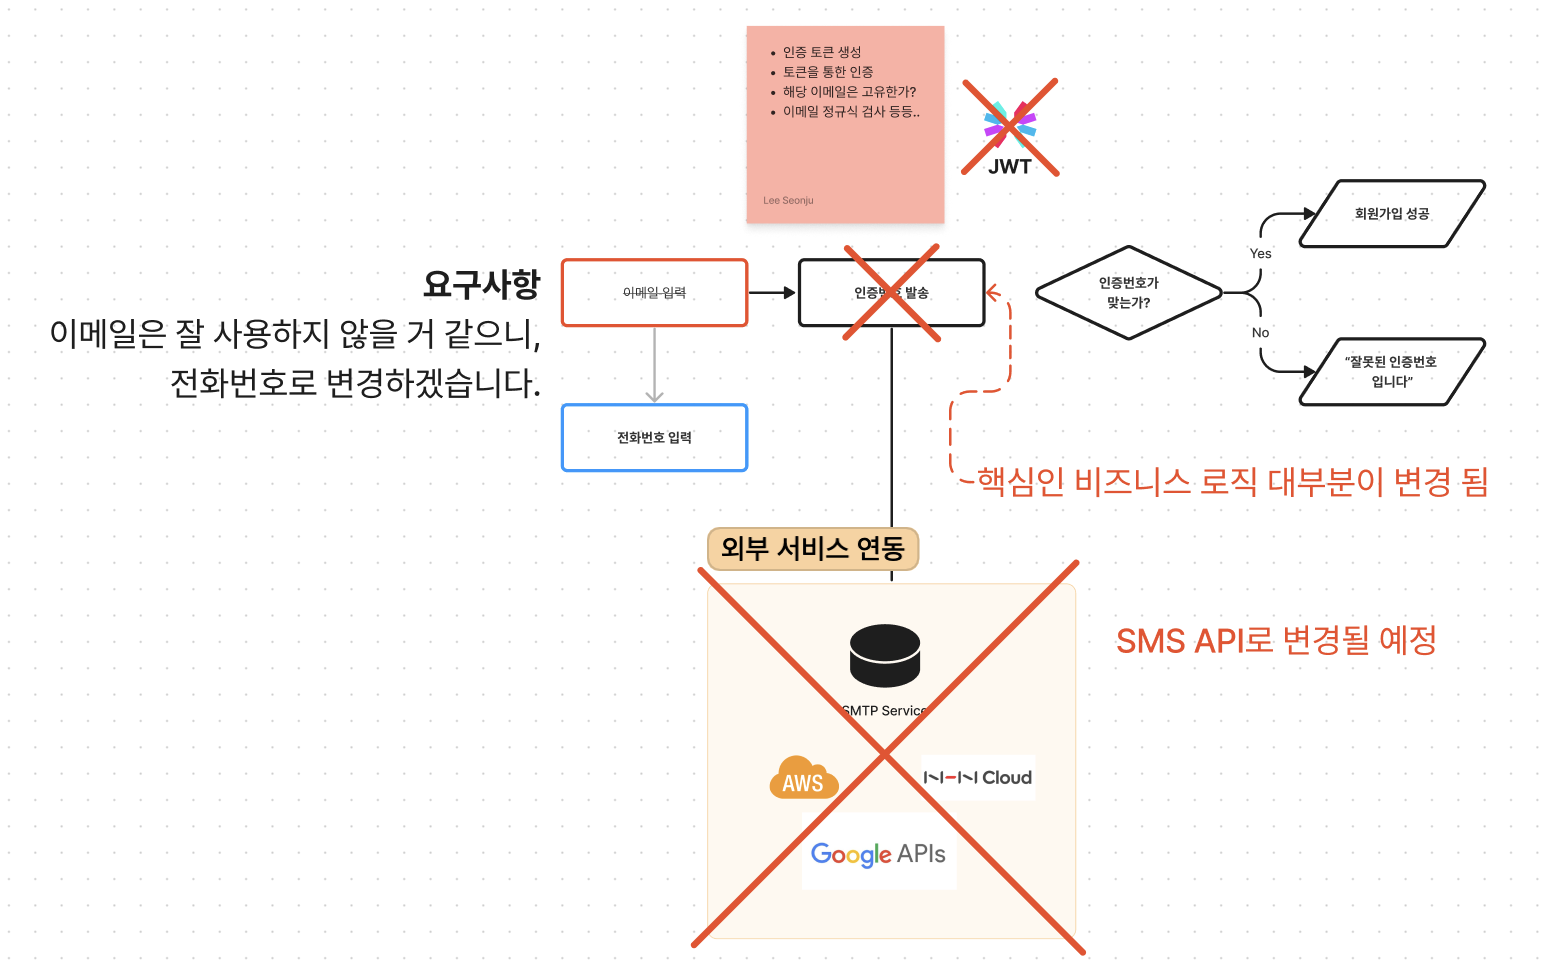 • 인증 토큰 생성
• 토큰을 통한 인증
• 해당 이메일은 고유한가?
• 이메일 정규식 검사 등등..
Lee Seonju
JWT
요구사항
이메일은 잘 사용하지 않을 거 같으니,
전화번호로 변경하겠습니다.
이메일 입력
인증번호 발송
인증번호가
맞는가?
Yes
회원가입 성공
No
“잘못된 인증번호
입니다”
전화번호 입력
핵심인 비즈니스 로직 대부분이 변경 됨
외부 서비스 연동
SMS API로 변경될 예정
SMTP Service
AWS
NHN Cloud
Google APIs